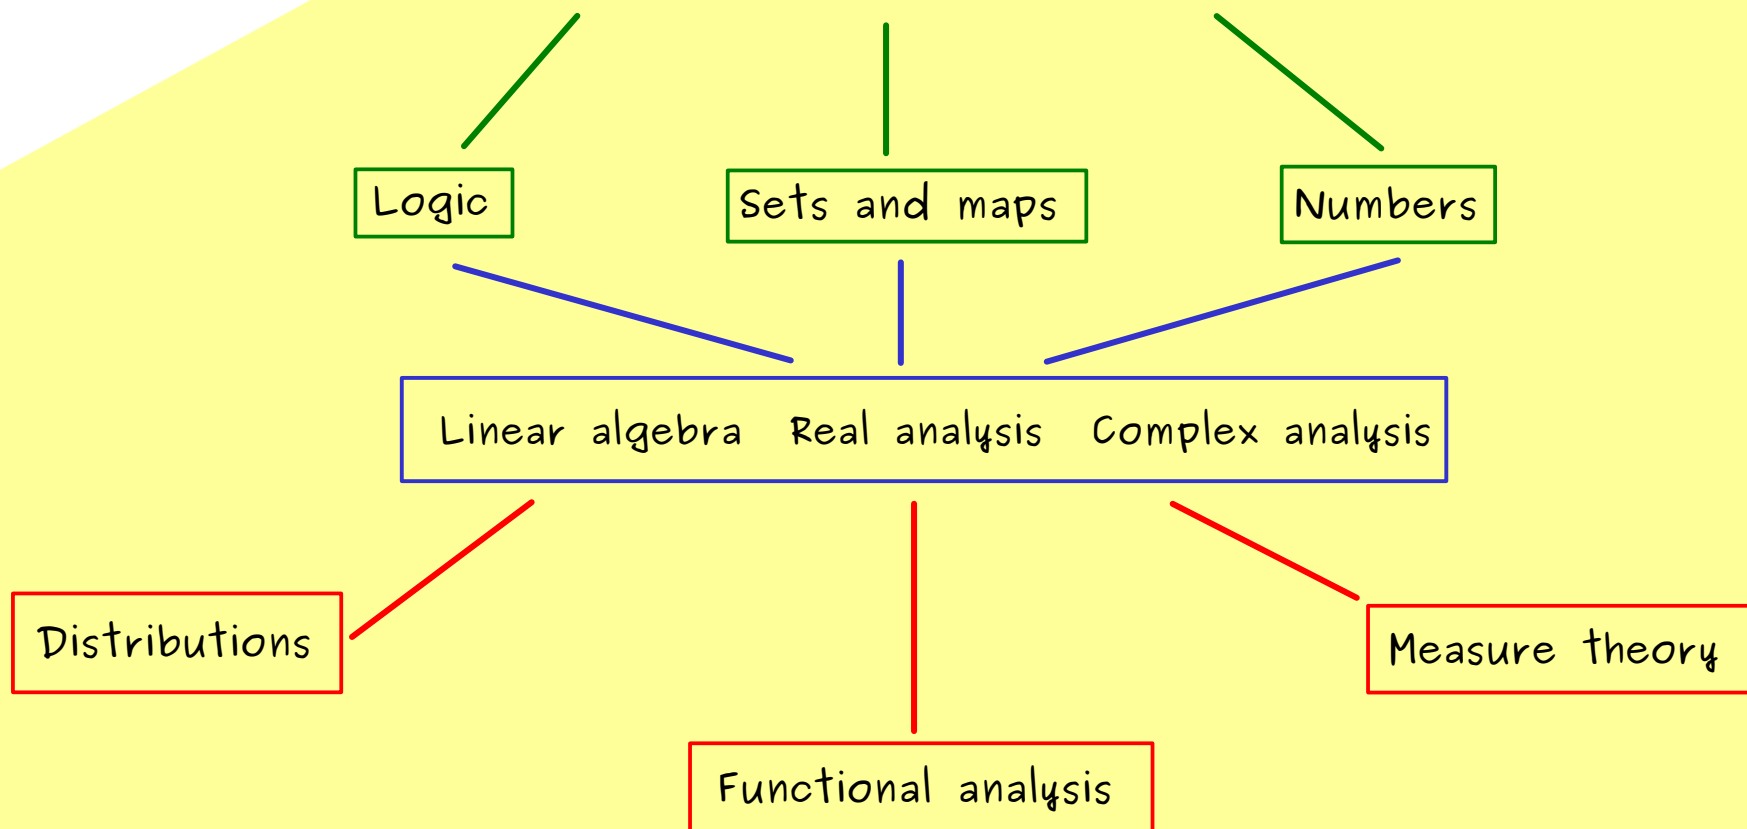 Logic
Sets and maps
Numbers
Linear algebra Real analysis Complex analysis
Distributions
Measure theory
Functional analysis